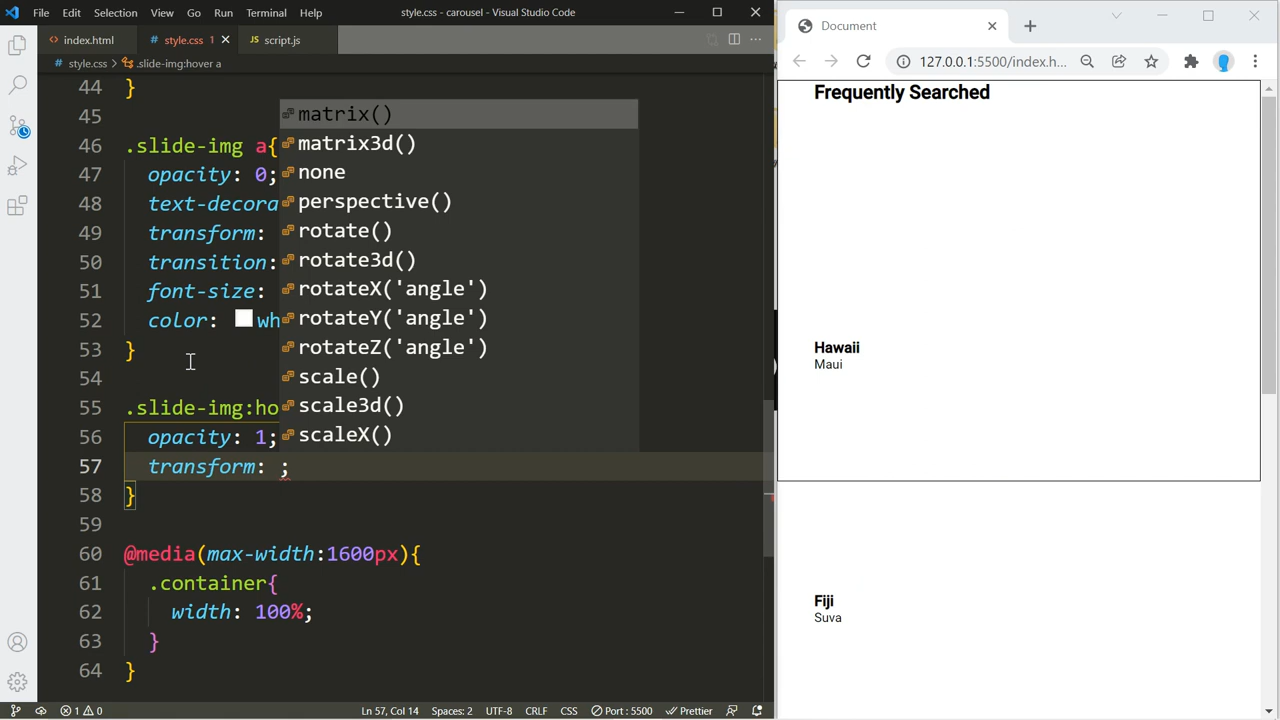 File Edit Selection View Go Run Terminal Help
style.css - carousel - Visual Studio Code
index.html
style.css 1
script.js
style.css > .slide-img:hover a
44 }
45
46 .slide-img a{
47 opacity: 0;
48 text-decora
49 transform:
50 transition:
51 font-size:
52 color: wh
53 }
54
55 .slide-img:ho
56 opacity: 1;
57 transform: ;
58 }
59
60 @media(max-width:1600px){
61 .container{
62 width: 100%;
63 }
64 }
matrix()
matrix3d()
none
perspective()
rotate()
rotate3d()
rotateX('angle')
rotateY('angle')
rotateZ('angle')
scale()
scale3d()
scaleX()
1 0
Ln 57, Col 14
Spaces: 2
UTF-8
CRLF
CSS
Port : 5500
Prettier
Document
127.0.0.1:5500/index.h...
Frequently Searched
Hawaii
Maui
Fiji
Suva